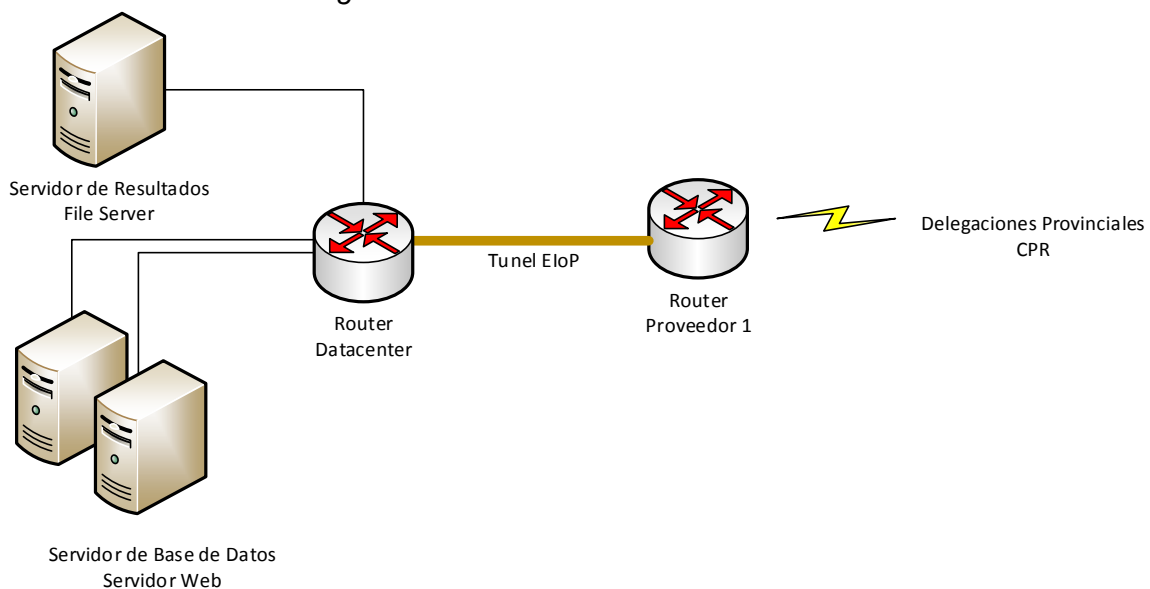 Servidor de Resultados
File Server
Tunel EIoP
Delegaciones Provinciales
CPR
Router
Proveedor 1
Router
Datacenter
Servidor de Base de Datos
Servidor Web